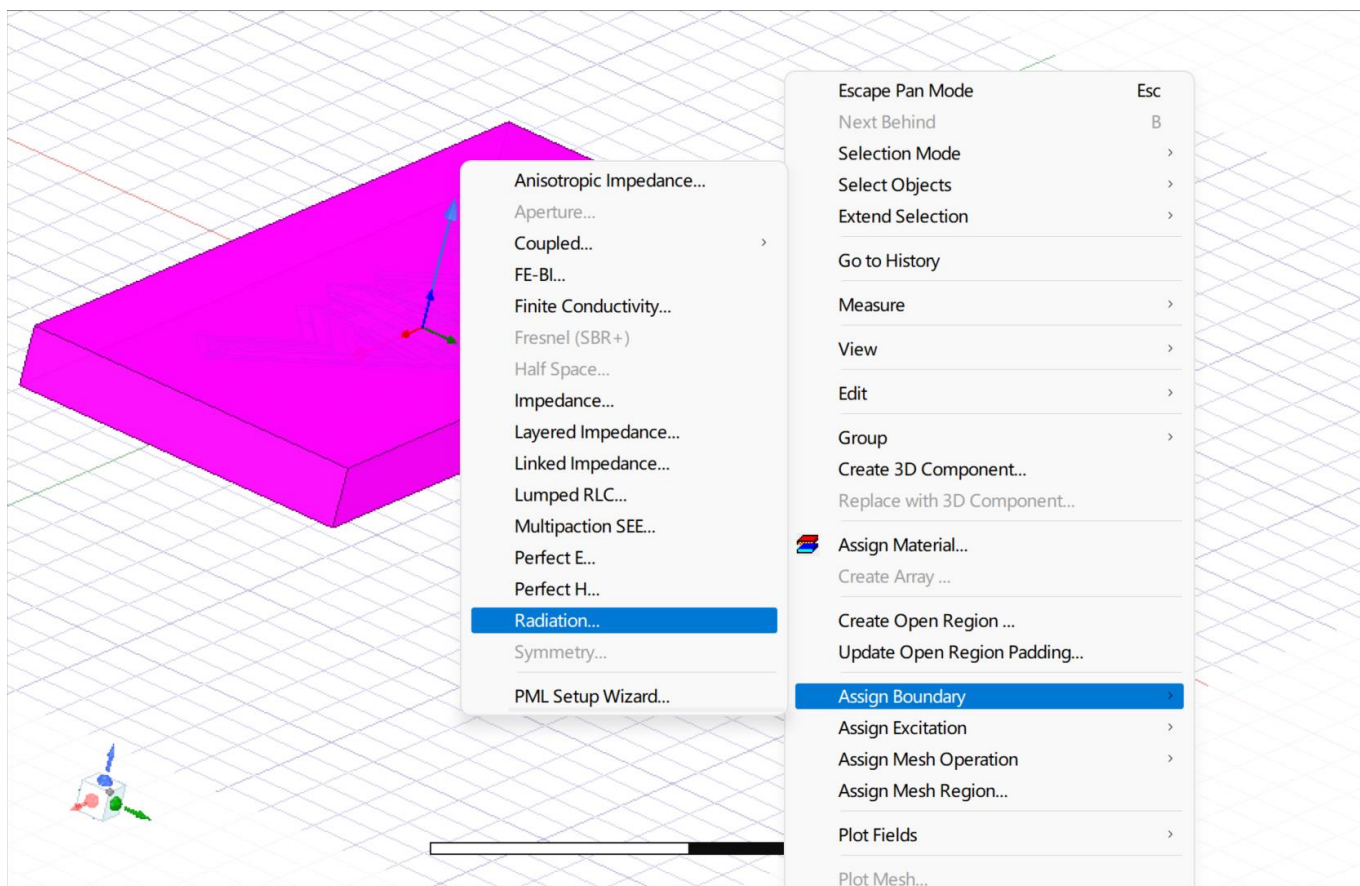 Anisotropic Impedance...
Aperture...
Coupled...
FE-BI...
Finite Conductivity...
Fresnel (SBR+)
Half Space...
Impedance...
Layered Impedance...
Linked Impedance...
Lumped RLC...
Multipaction SEE...
Perfect E...
Perfect H...
Radiation...
Symmetry...
PML Setup Wizard...
Escape Pan Mode Esc
Next Behind B
Selection Mode
Select Objects
Extend Selection
Go to History
Measure
View
Edit
Group
Create 3D Component...
Replace with 3D Component...
Assign Material...
Create Array ...
Create Open Region ...
Update Open Region Padding...
Assign Boundary
Assign Excitation
Assign Mesh Operation
Assign Mesh Region...
Plot Fields
Plot Mesh...